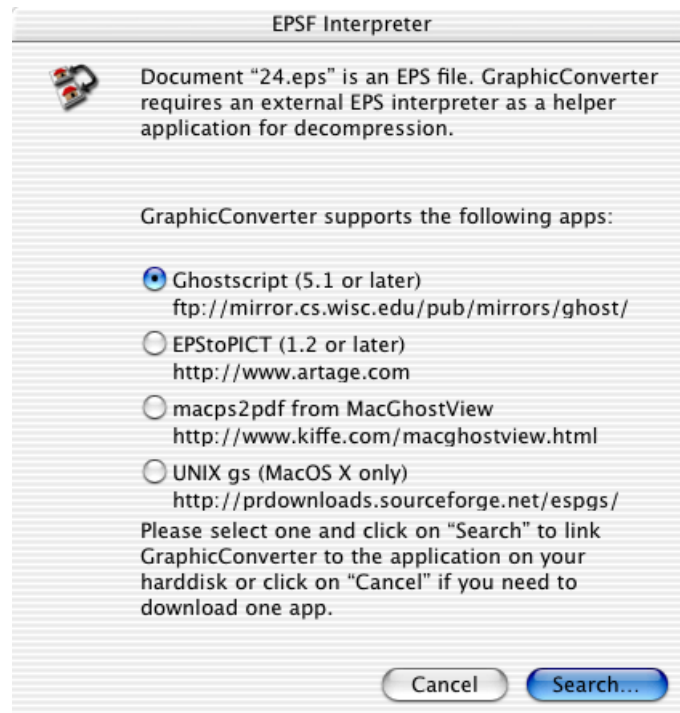 EPSF Interpreter
Document “24.eps” is an EPS file. GraphicConverter
requires an external EPS interpreter as a helper
application for decompression.
GraphicConverter supports the following apps:
Ghostscript (5.1 or later)
ftp://mirror.cs.wisc.edu/pub/mirrors/ghost/
EPStoPICT (1.2 or later)
http://www.artage.com
macps2pdf from MacGhostView
http://www.kiffe.com/macghostview.html
UNIX gs (MacOS X only)
http://prdownloads.sourceforge.net/espgs/
Please select one and click on “Search” to link
GraphicConverter to the application on your
harddisk or click on “Cancel” if you need to
download one app.
Cancel Search...